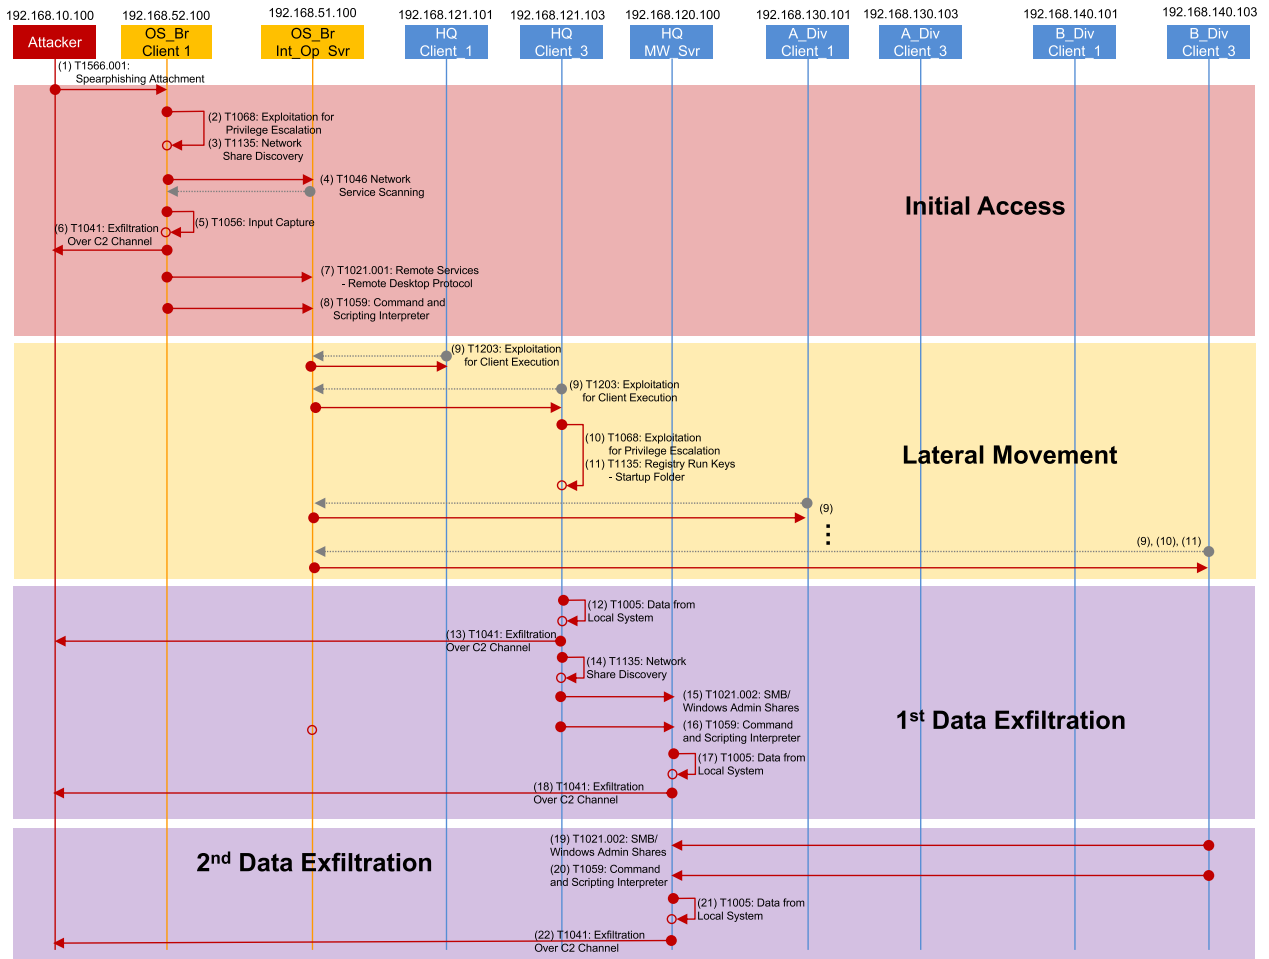 192.168.10.100
192.168.52.100
192.168.51.100
192.168.121.101
192.168.121.103
192.168.120.100
192.168.130.101
192.168.130.103
192.168.140.101
192.168.140.103
Attacker
OS_Br
Client 1
OS_Br
Int_Op_Svr
HQ
Client_1
HQ
Client_3
HQ
MW_Svr
A_Div
Client_1
A_Div
Client_3
B_Div
Client_1
B_Div
Client_3
(1) T1566.001:
Spearphishing Attachment
(2) T1068: Exploitation for
Privilege Escalation
(3) T1135: Network
Share Discovery
(4) T1046 Network
Service Scanning
(5) T1056: Input Capture
(6) T1041: Exfiltration
Over C2 Channel
(7) T1021.001: Remote Services
- Remote Desktop Protocol
(8) T1059: Command and
Scripting Interpreter
Initial Access
(9) T1203: Exploitation
for Client Execution
(9) T1203: Exploitation
for Client Execution
(10) T1068: Exploitation
for Privilege Escalation
(11) T1135: Registry Run Keys
- Startup Folder
Lateral Movement
(9)
(9), (10), (11)
(12) T1005: Data from
Local System
(13) T1041: Exfiltration
Over C2 Channel
(14) T1135: Network
Share Discovery
(15) T1021.002: SMB/
Windows Admin Shares
(16) T1059: Command
and Scripting Interpreter
1st Data Exfiltration
(17) T1005: Data from
Local System
(18) T1041: Exfiltration
Over C2 Channel
(19) T1021.002: SMB/
Windows Admin Shares
2nd Data Exfiltration
(20) T1059: Command
and Scripting Interpreter
(21) T1005: Data from
Local System
(22) T1041: Exfiltration
Over C2 Channel